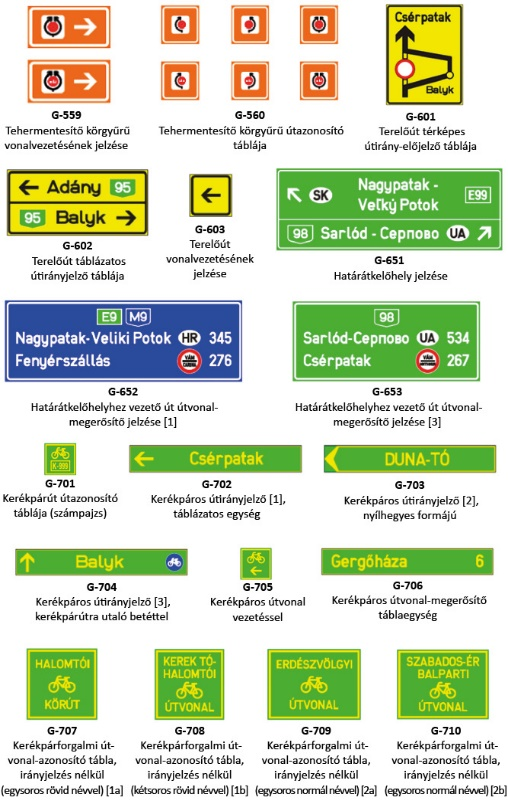 Csérpatak
Balyk
G-559
Tehermentesítő körgyűrű
vonalvezetésének jelzése
G-560
Tehermentesítő körgyűrű útazonosító
táblája
G-601
Terelőút térképes
útirány-előjelző táblája
Adány 95
95 Balyk
G-602
Terelőút táblázatos
útirányjelző táblája
G-603
Terelőút
vonalvezetésének
jelzése
SK Nagypatak -
Veľký Potok E99
98 Sarlód - Серпово UA
G-651
Határátkelőhely jelzése
E9 M9
Nagypatak-Veliki Potok HR 345
Fenyérszállás 276
G-652
Határátkelőhelyhez vezető út útvonal-
megerősítő jelzése [1]
98
Sarlód-Серпово UA 534
Csérpatak 267
G-653
Határátkelőhelyhez vezető út útvonal-
megerősítő jelzése [3]
K-999
G-701
Kerékpárút útazonosító
táblája (számpajzs)
Csérpatak
G-702
Kerékpáros útirányjelző [1],
táblázatos egység
DUNA-TÓ
G-703
Kerékpáros útirányjelző [2],
nyílhegyes formájú
Balyk
G-704
Kerékpáros útirányjelző [3],
kerékpárútra utaló betéttel
G-705
Kerékpáros útvonal
vezetéssel
Gergőháza 6
G-706
Kerékpáros útvonal-megerősítő
táblaegység
HALOMTÓI
KÖRÚT
G-707
Kerékpárforgalmi út-
vonal-azonosító tábla,
irányjelzés nélkül
(egysoros rövid névvel) [1a]
KEREK TÓ-
HALOMTÓI
ÚTVONAL
G-708
Kerékpárforgalmi út-
vonal-azonosító tábla,
irányjelzés nélkül
(kétsoros rövid névvel) [1b]
ERDÉSZVÖLGYI
ÚTVONAL
G-709
Kerékpárforgalmi út-
vonal-azonosító tábla,
irányjelzés nélkül
(egysoros normál névvel) [2a]
SZABADOS-ÉR
BALPARTI
ÚTVONAL
G-710
Kerékpárforgalmi út-
vonal-azonosító tábla,
irányjelzés nélkül
(egysoros normál névvel) [2b]